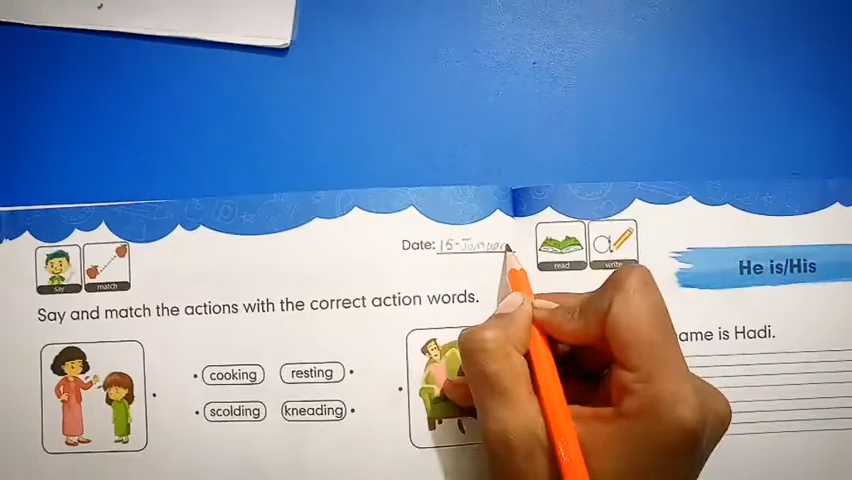 Date: 15-Januar
say
match
read
write
He is/His
Say and match the actions with the correct action words.
ame is Hadi.
cooking
resting
scolding
kneading